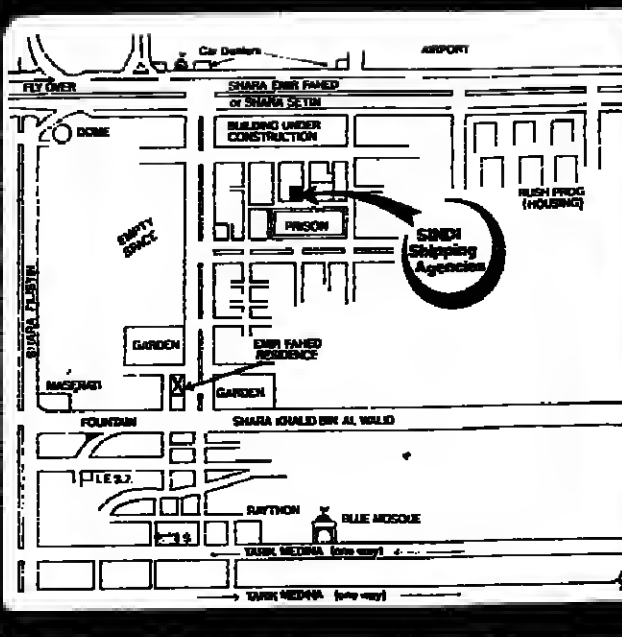 Car Dealers
AIRPORT
FLY OVER
SHARA EMIR FAHED
or SHARA SETIN
DOME
BUILDING UNDER
CONSTRUCTION
RUSH PROG
(HOUSING)
PRISON
SINDI
Shipping
Agencies
EMPTY
SPACE
SHARA FILISTIN
GARDEN
EMIR FAHED
RESIDENCE
MASERATI
X
GARDEN
FOUNTAIN
SHARA KHALID BIN AL WALID
RAYTHON
BLUE MOSQUE
TARIK MEDINA (one way)
TARIK MEDINA (one way)